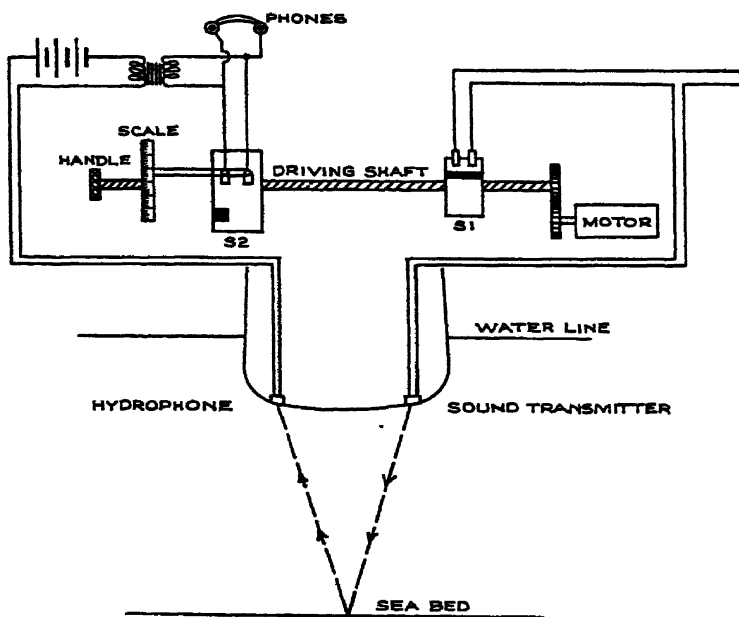 PHONES
SCALE
HANDLE
DRIVING SHAFT
S2
S1
MOTOR
WATER LINE
HYDROPHONE
SOUND TRANSMITTER
SEA BED